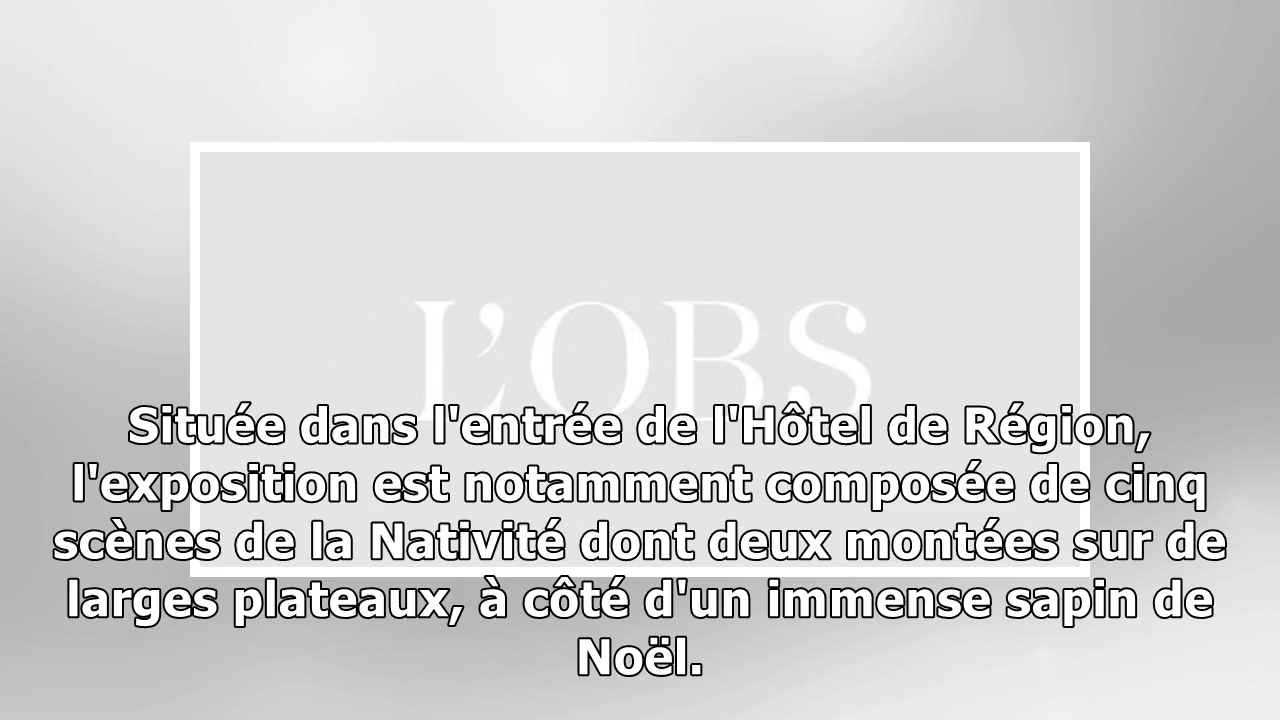 L'OBS
Située dans l'entrée de l'Hôtel de Région,
l'exposition est notamment composée de cinq
scènes de la Nativité dont deux montées sur de
larges plateaux, à côté d'un immense sapin de
Noël.